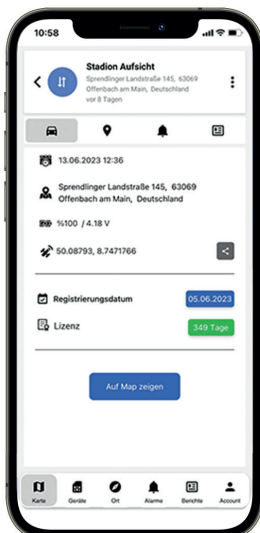 10:58
Stadion Aufsicht
Sprendlinger Landstraße 145, 63069
Offenbach am Main, Deutschland
vor 8 Tagen
13.06.2023 12:36
Sprendlinger Landstraße 145, 63069
Offenbach am Main, Deutschland
%100 / 4.18 V
50.08793, 8.7471766
Registrierungsdatum 05.06.2023
Lizenz 349 Tage
Auf Map zeigen
Karte Geräte Ort Alarme Berichte Account